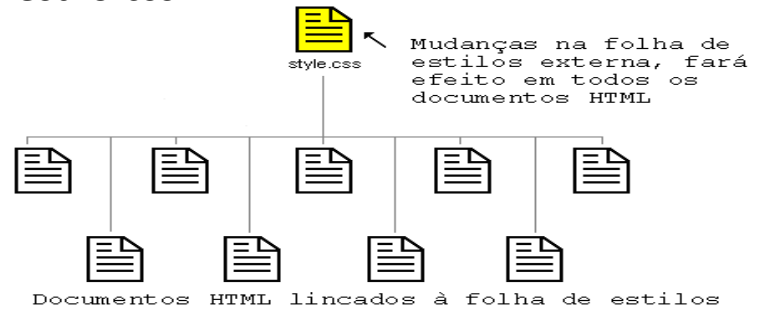 style.css
Mudanças na folha de
estilos externa, fará
efeito em todos os
documentos HTML
Documentos HTML lincados à folha de estilos